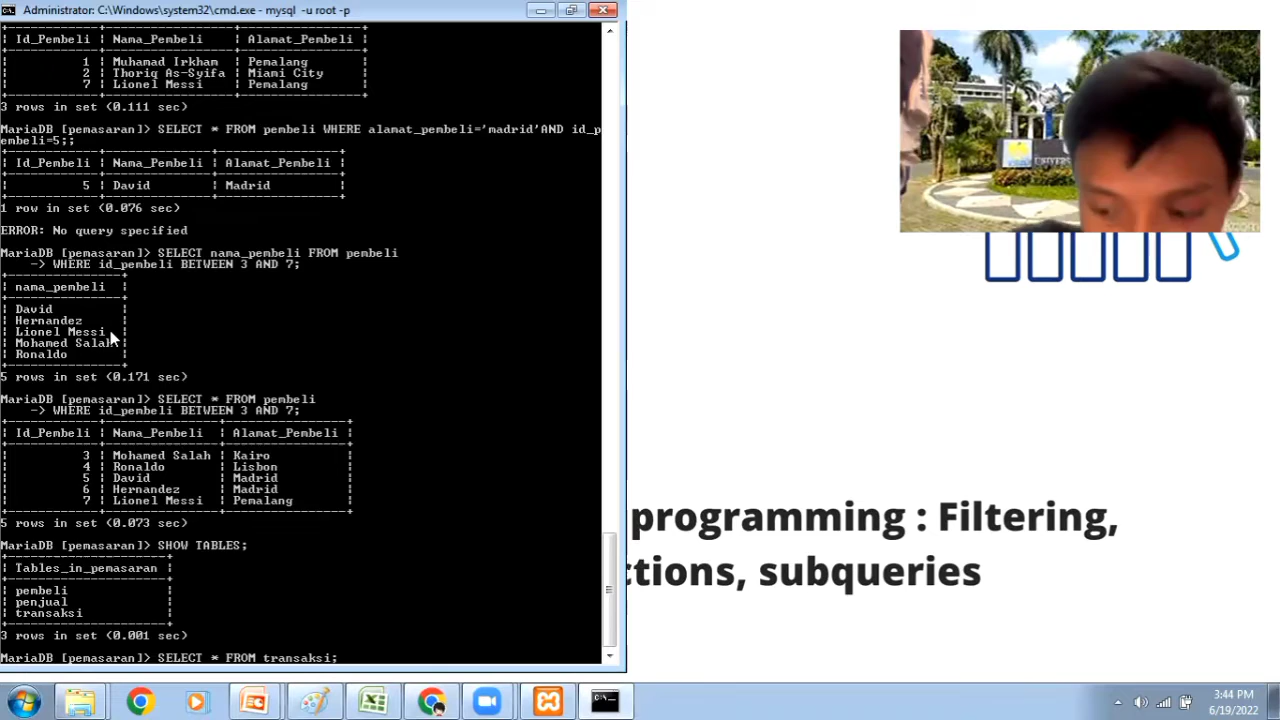 Administrator: C:\Windows\system32\cmd.exe - mysql -u root -p
Id_Pembeli | Nama_Pembeli | Alamat_Pembeli
1 | Muhamad Irkham | Pemalang
2 | Thoriq As-Syifa | Miami City
7 | Lionel Messi | Pemalang
3 rows in set (0.111 sec)
MariaDB [pemasaran]> SELECT * FROM pembeli WHERE alamat_pembeli='madrid'AND id_p
embeli=5;;
Id_Pembeli | Nama_Pembeli | Alamat_Pembeli
5 | David | Madrid
1 row in set (0.076 sec)
ERROR: No query specified
MariaDB [pemasaran]> SELECT nama_pembeli FROM pembeli
-> WHERE id_pembeli BETWEEN 3 AND 7;
nama_pembeli
David
Hernandez
Lionel Messi
Mohamed Salah
Ronaldo
5 rows in set (0.171 sec)
MariaDB [pemasaran]> SELECT * FROM pembeli
-> WHERE id_pembeli BETWEEN 3 AND 7;
Id_Pembeli | Nama_Pembeli | Alamat_Pembeli
3 | Mohamed Salah | Kairo
4 | Ronaldo | Lisbon
5 | David | Madrid
6 | Hernandez | Madrid
7 | Lionel Messi | Pemalang
5 rows in set (0.073 sec)
MariaDB [pemasaran]> SHOW TABLES;
Tables_in_pemasaran
pembeli
penjual
transaksi
3 rows in set (0.001 sec)
MariaDB [pemasaran]> SELECT * FROM transaksi;
programming : Filtering,
ctions, subqueries
zoom
3:44 PM
6/19/2022